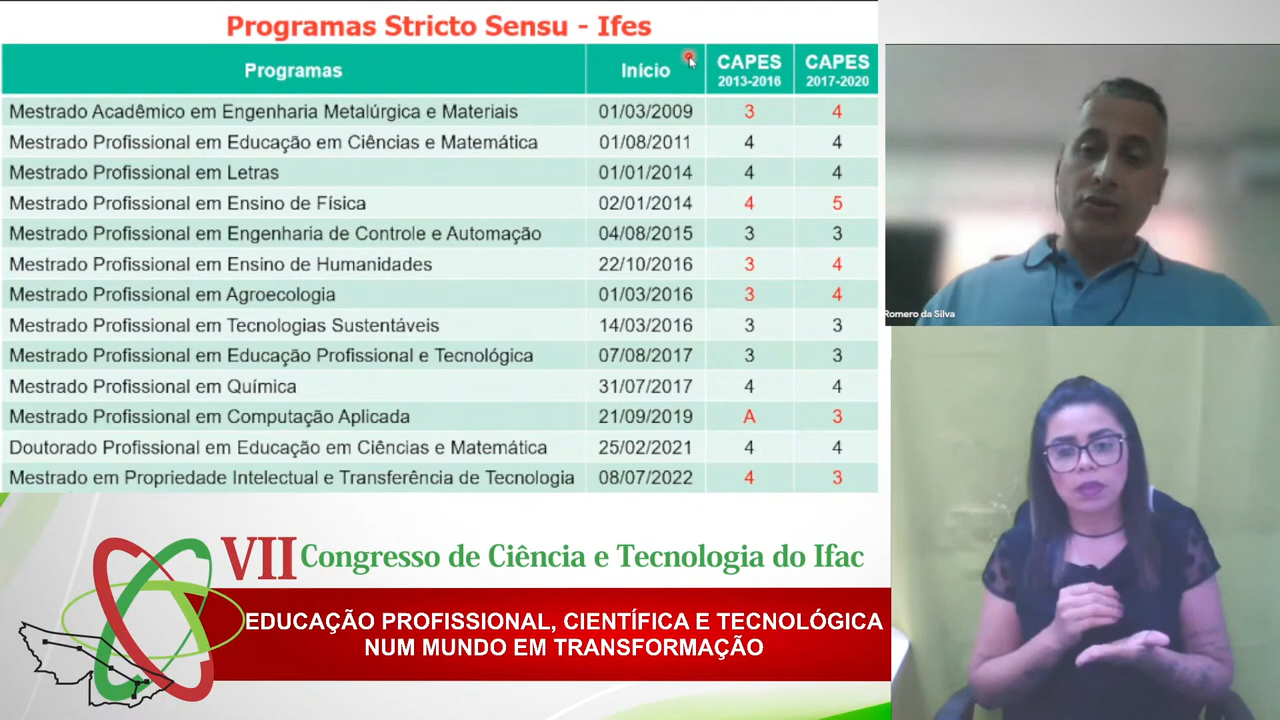 Programas Stricto Sensu - Ifes
Programas Início CAPES 2013-2016 CAPES 2017-2020
Mestrado Acadêmico em Engenharia Metalúrgica e Materiais 01/03/2009 3 4
Mestrado Profissional em Educação em Ciências e Matemática 01/08/2011 4 4
Mestrado Profissional em Letras 01/01/2014 4 4
Mestrado Profissional em Ensino de Física 02/01/2014 4 5
Mestrado Profissional em Engenharia de Controle e Automação 04/08/2015 3 3
Mestrado Profissional em Ensino de Humanidades 22/10/2016 3 4
Mestrado Profissional em Agroecologia 01/03/2016 3 4
Mestrado Profissional em Tecnologias Sustentáveis 14/03/2016 3 3
Mestrado Profissional em Educação Profissional e Tecnológica 07/08/2017 3 3
Mestrado Profissional em Química 31/07/2017 4 4
Mestrado Profissional em Computação Aplicada 21/09/2019 A 3
Doutorado Profissional em Educação em Ciências e Matemática 25/02/2021 4 4
Mestrado em Propriedade Intelectual e Transferência de Tecnologia 08/07/2022 4 3
Romero da Silva
VII Congresso de Ciência e Tecnologia do Ifac
EDUCAÇÃO PROFISSIONAL, CIENTÍFICA E TECNOLÓGICA
NUM MUNDO EM TRANSFORMAÇÃO